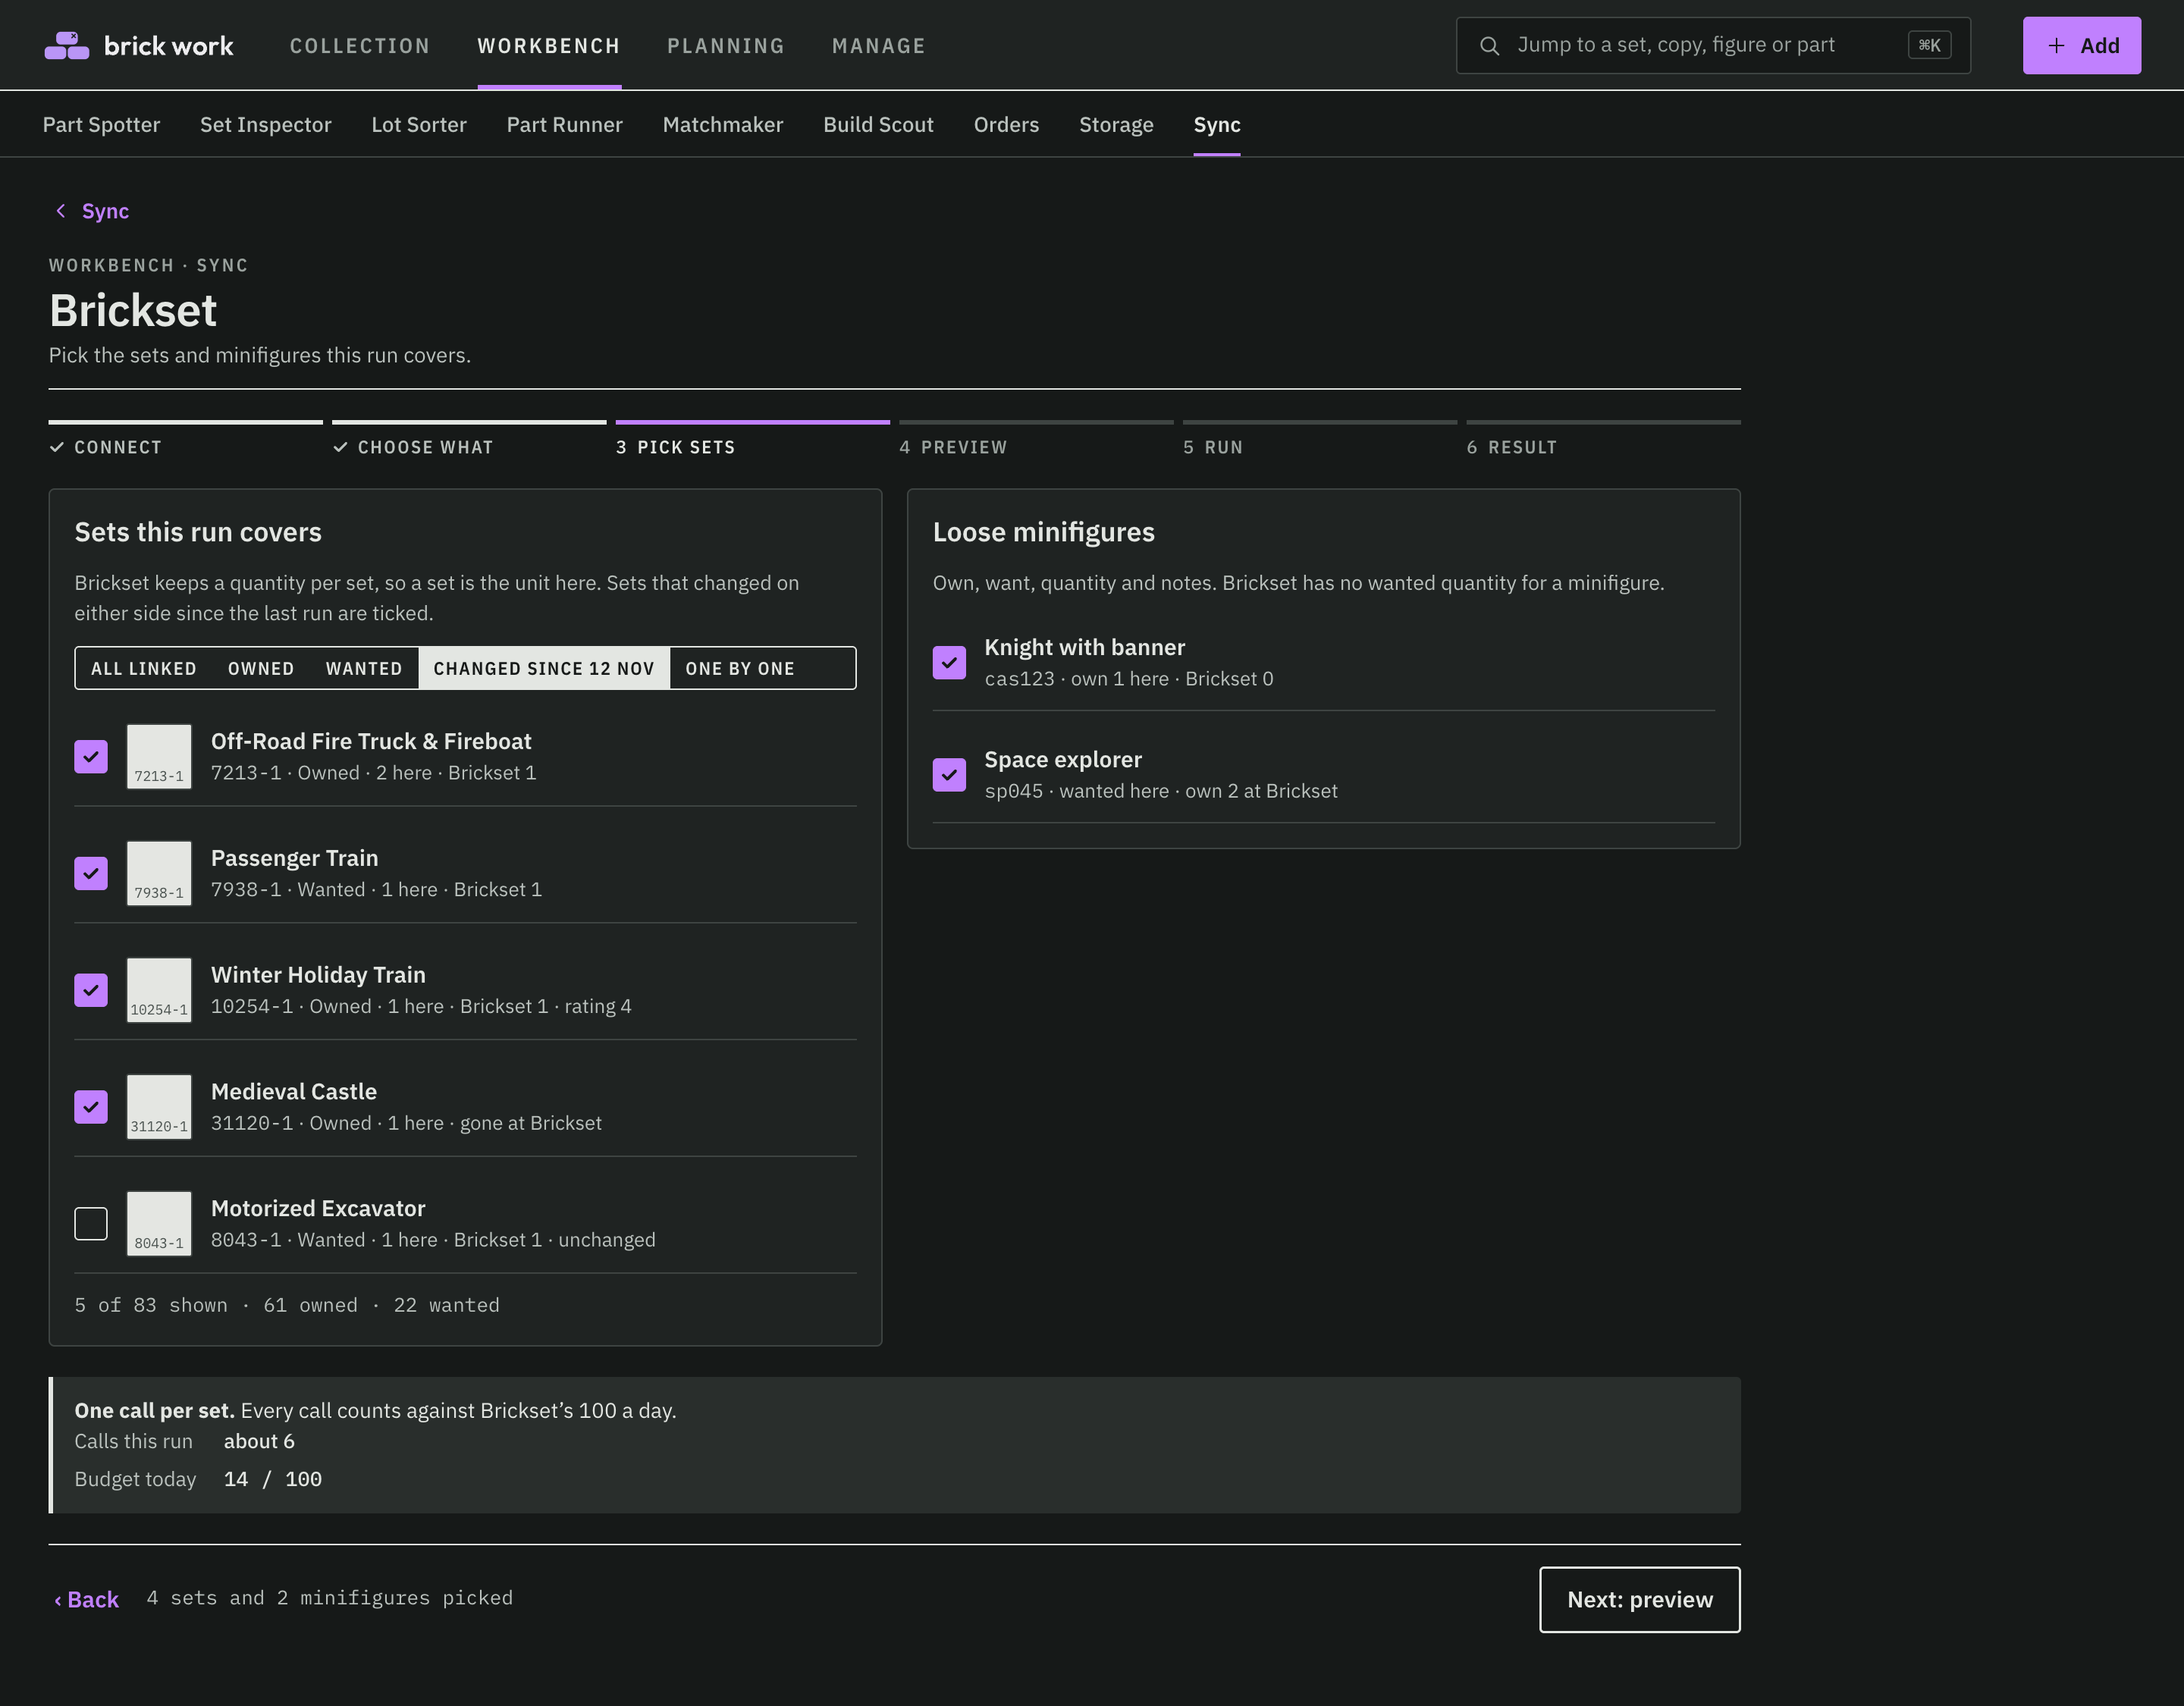 brick work
COLLECTION
WORKBENCH
PLANNING
MANAGE
Jump to a set, copy, figure or part
⌘K
+ Add
Part Spotter
Set Inspector
Lot Sorter
Part Runner
Matchmaker
Build Scout
Orders
Storage
Sync
Sync
WORKBENCH · SYNC
Brickset
Pick the sets and minifigures this run covers.
CONNECT
CHOOSE WHAT
3 PICK SETS
4 PREVIEW
5 RUN
6 RESULT
Sets this run covers
Brickset keeps a quantity per set, so a set is the unit here. Sets that changed on
either side since the last run are ticked.
ALL LINKED
OWNED
WANTED
CHANGED SINCE 12 NOV
ONE BY ONE
7213-1
Off-Road Fire Truck & Fireboat
7213-1 · Owned · 2 here · Brickset 1
7938-1
Passenger Train
7938-1 · Wanted · 1 here · Brickset 1
10254-1
Winter Holiday Train
10254-1 · Owned · 1 here · Brickset 1 · rating 4
31120-1
Medieval Castle
31120-1 · Owned · 1 here · gone at Brickset
8043-1
Motorized Excavator
8043-1 · Wanted · 1 here · Brickset 1 · unchanged
5 of 83 shown · 61 owned · 22 wanted
Loose minifigures
Own, want, quantity and notes. Brickset has no wanted quantity for a minifigure.
Knight with banner
cas123 · own 1 here · Brickset 0
Space explorer
sp045 · wanted here · own 2 at Brickset
One call per set. Every call counts against Brickset’s 100 a day.
Calls this run about 6
Budget today 14 / 100
‹ Back
4 sets and 2 minifigures picked
Next: preview